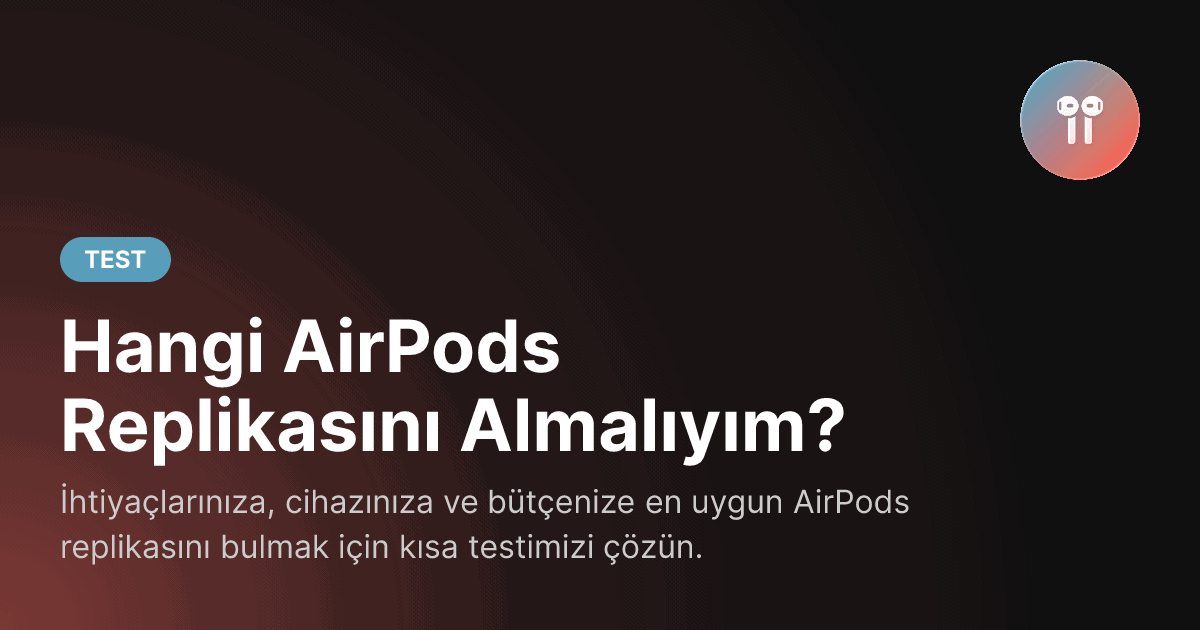 TEST
Hangi AirPods
Replikasını Almalıyım?
İhtiyaçlarınıza, cihazınıza ve bütçenize en uygun AirPods
replikasını bulmak için kısa testimizi çözün.